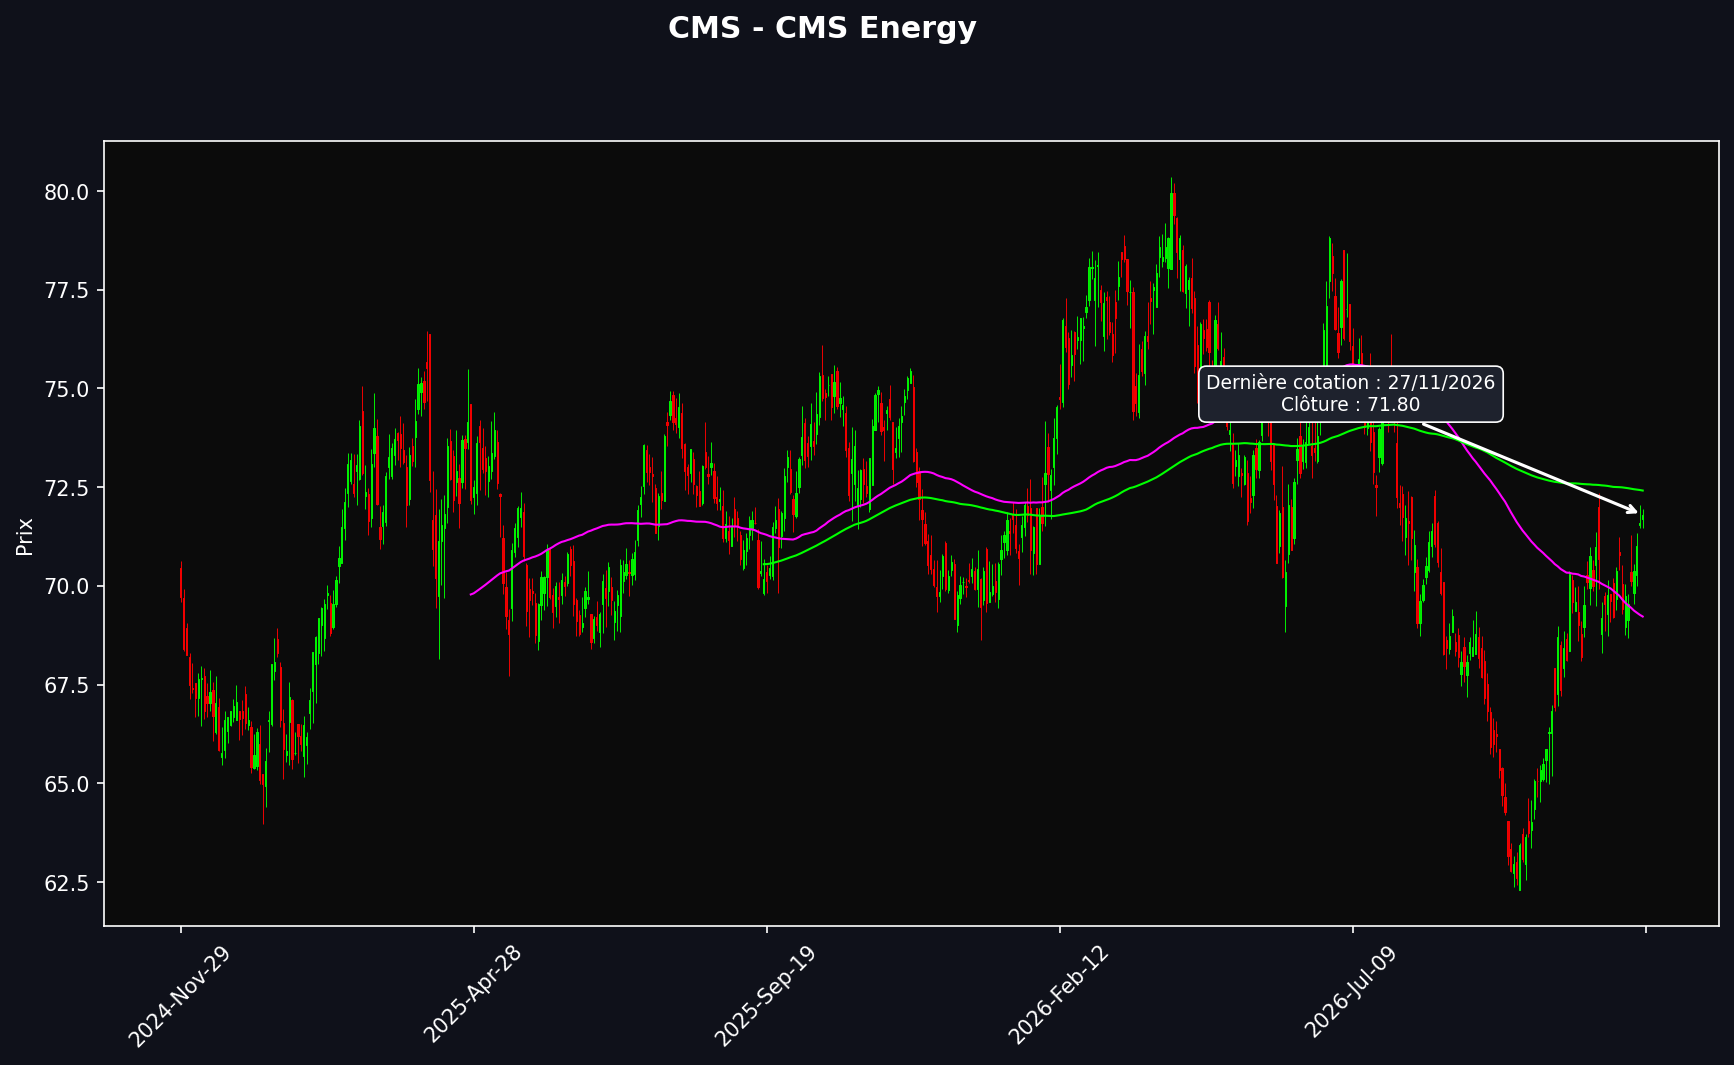 CMS - CMS Energy
Prix
80.0
77.5
75.0
72.5
70.0
67.5
65.0
62.5
Dernière cotation : 27/11/2026
Clôture : 71.80
2024-Nov-29
2025-Apr-28
2025-Sep-19
2026-Feb-12
2026-Jul-09